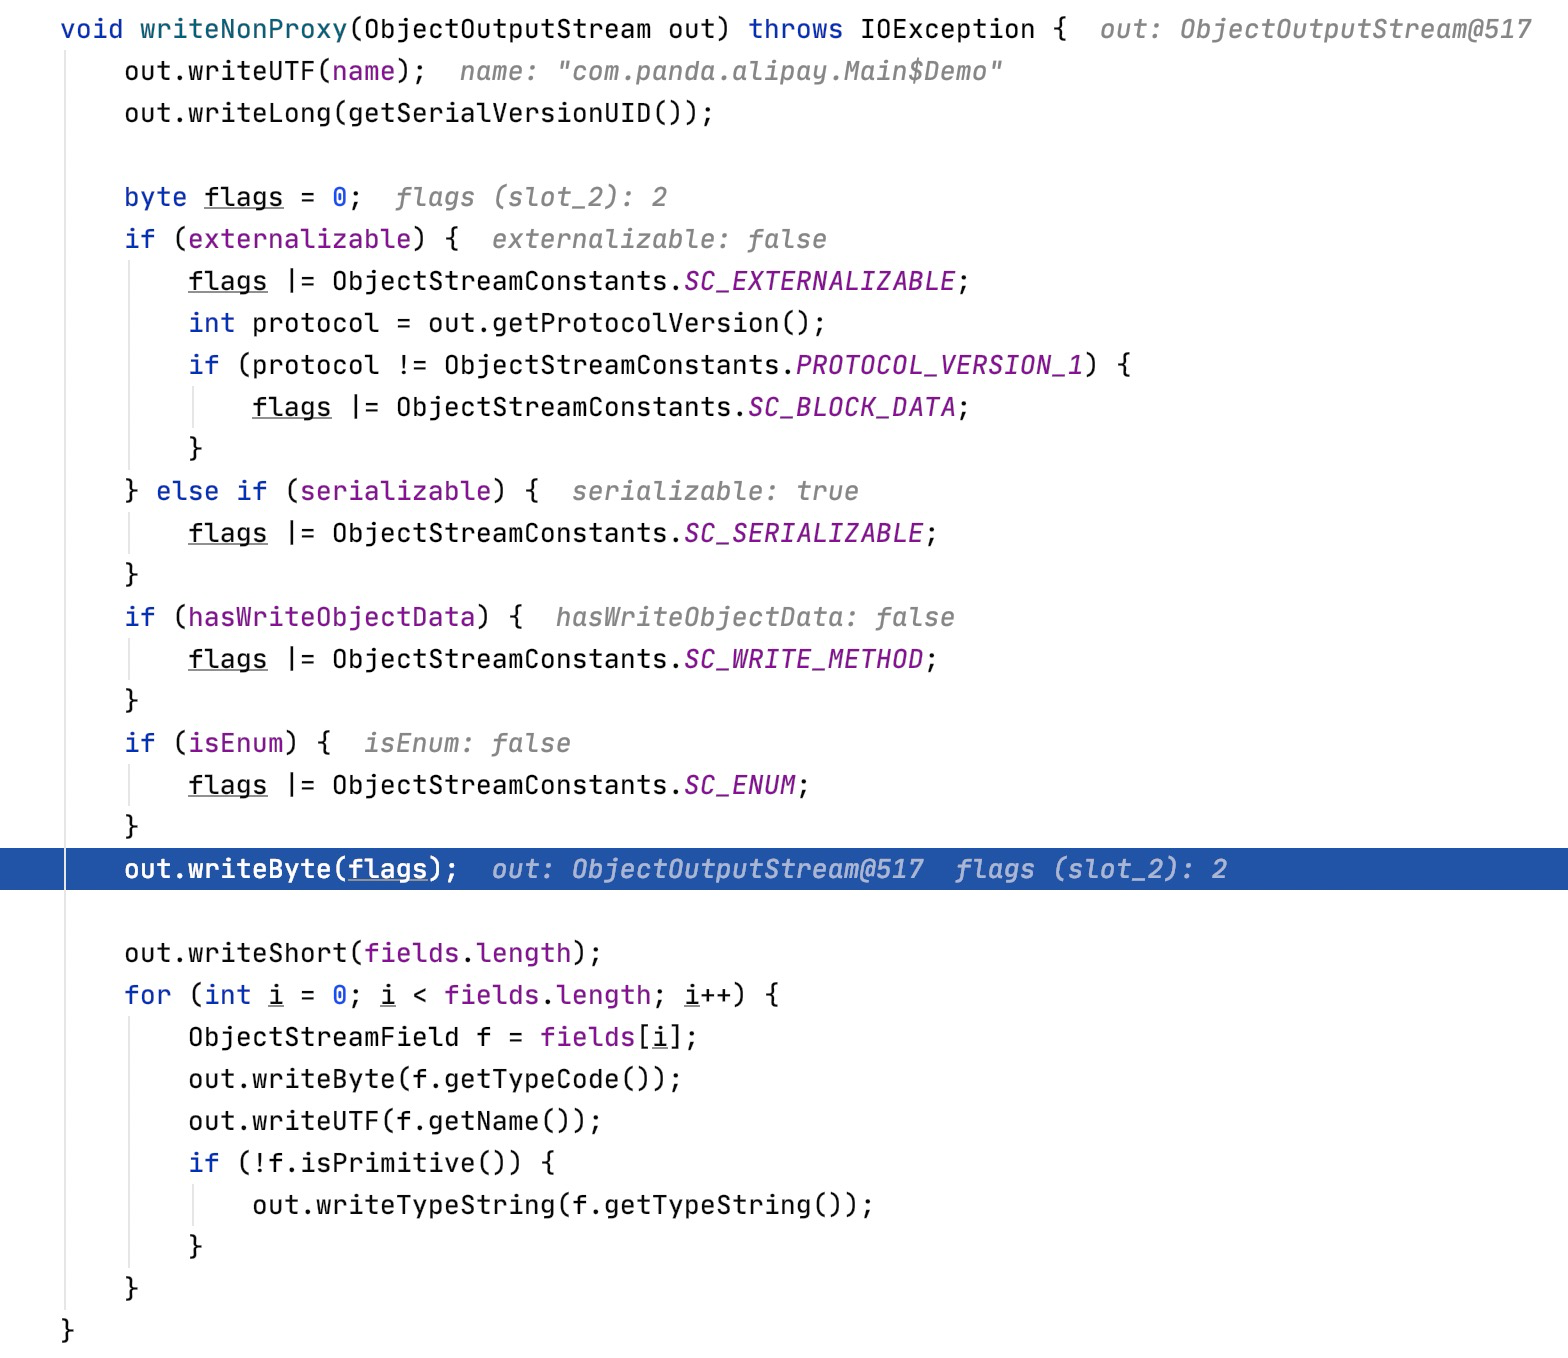 void writeNonProxy(ObjectOutputStream out) throws IOException {  out: ObjectOutputStream@517
out.writeUTF(name);  name: "com.panda.alipay.Main$Demo"
out.writeLong(getSerialVersionUID());
byte flags = 0;  flags (slot_2): 2
if (externalizable) {  externalizable: false
flags |= ObjectStreamConstants.SC_EXTERNALIZABLE;
int protocol = out.getProtocolVersion();
if (protocol != ObjectStreamConstants.PROTOCOL_VERSION_1) {
flags |= ObjectStreamConstants.SC_BLOCK_DATA;
}
} else if (serializable) {  serializable: true
flags |= ObjectStreamConstants.SC_SERIALIZABLE;
}
if (hasWriteObjectData) {  hasWriteObjectData: false
flags |= ObjectStreamConstants.SC_WRITE_METHOD;
}
if (isEnum) {  isEnum: false
flags |= ObjectStreamConstants.SC_ENUM;
}
out.writeByte(flags);  out: ObjectOutputStream@517  flags (slot_2): 2
out.writeShort(fields.length);
for (int i = 0; i < fields.length; i++) {
ObjectStreamField f = fields[i];
out.writeByte(f.getTypeCode());
out.writeUTF(f.getName());
if (!f.isPrimitive()) {
out.writeTypeString(f.getTypeString());
}
}
}